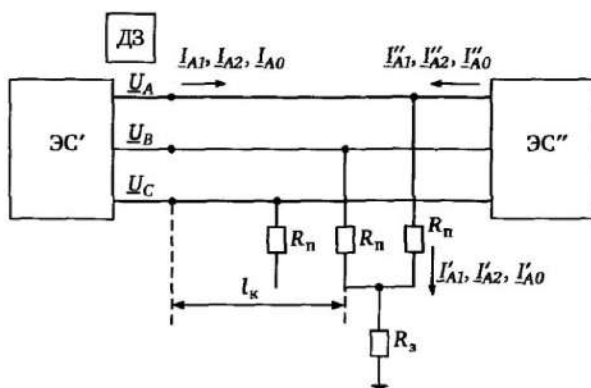 ДЗ
I_A1, I_A2, I_A0
I''_A1, I''_A2, I''_A0
U_A
ЭС'
U_B
U_C
ЭС''
R_п
R_п
R_п
I'_A1, I'_A2, I'_A0
l_к
R_з